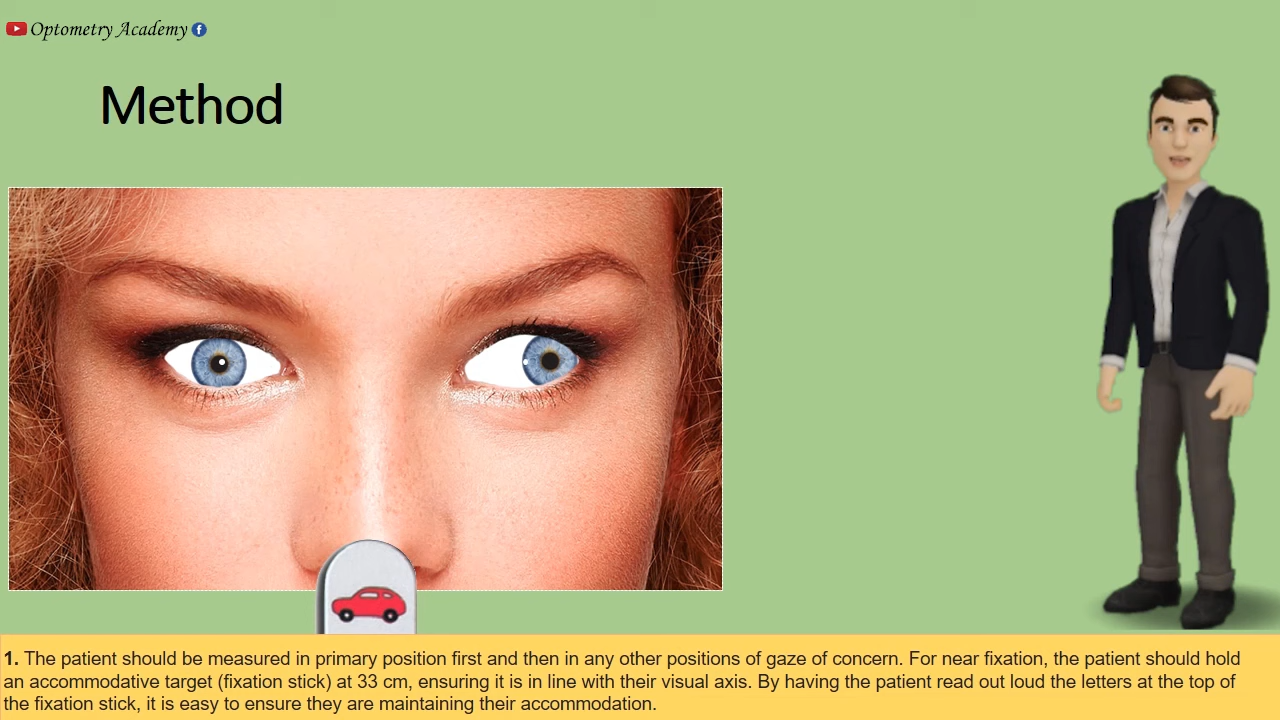 Optometry Academy
Method
1. The patient should be measured in primary position first and then in any other positions of gaze of concern. For near fixation, the patient should hold
an accommodative target (fixation stick) at 33 cm, ensuring it is in line with their visual axis. By having the patient read out loud the letters at the top of
the fixation stick, it is easy to ensure they are maintaining their accommodation.